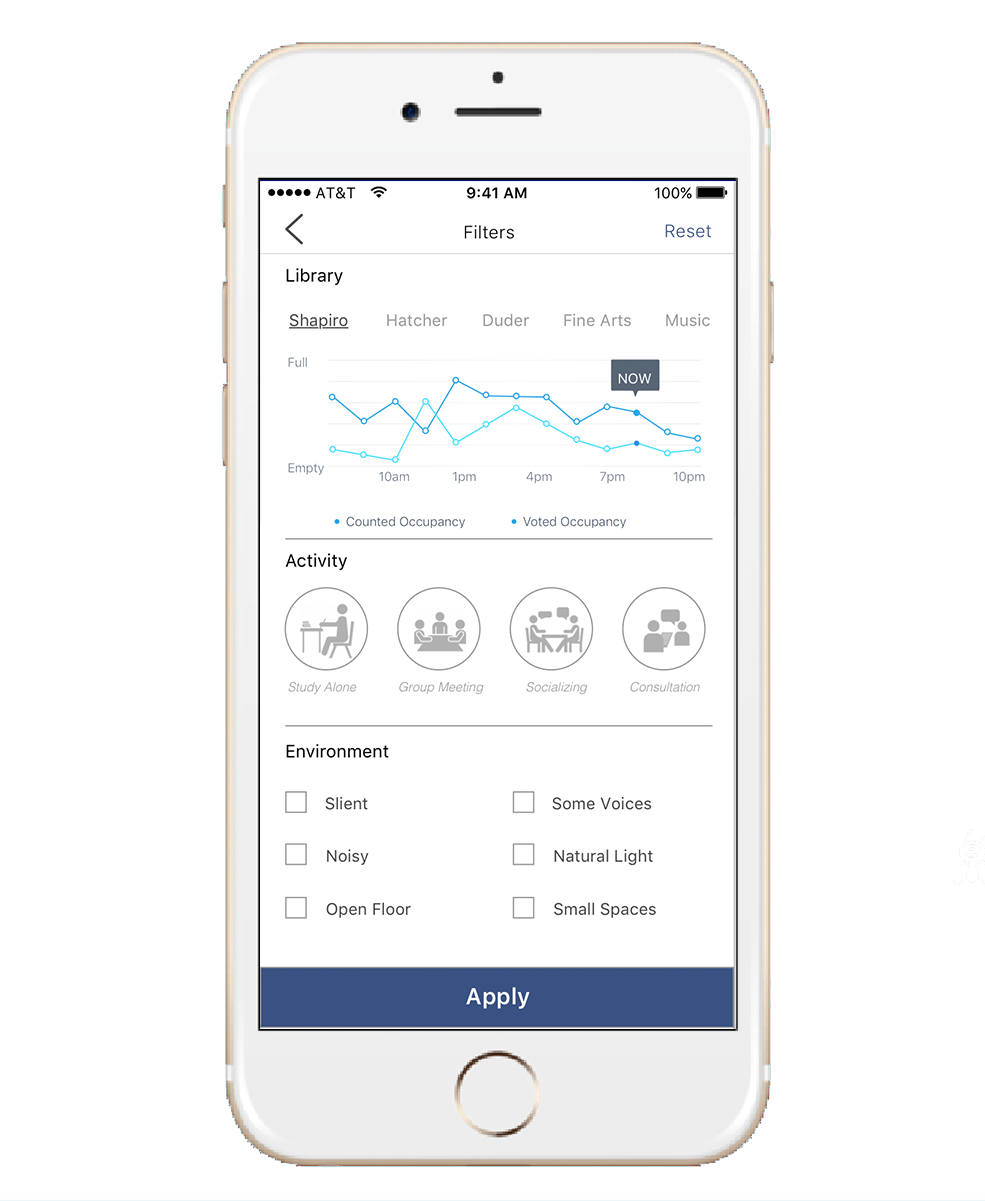 AT&T 9:41 AM 100%
Filters Reset
Library
Shapiro Hatcher Duder Fine Arts Music
Full
NOW
Empty
10am 1pm 4pm 7pm 10pm
Counted Occupancy Voted Occupancy
Activity
Study Alone Group Meeting Socializing Consultation
Environment
Slient Some Voices
Noisy Natural Light
Open Floor Small Spaces
Apply